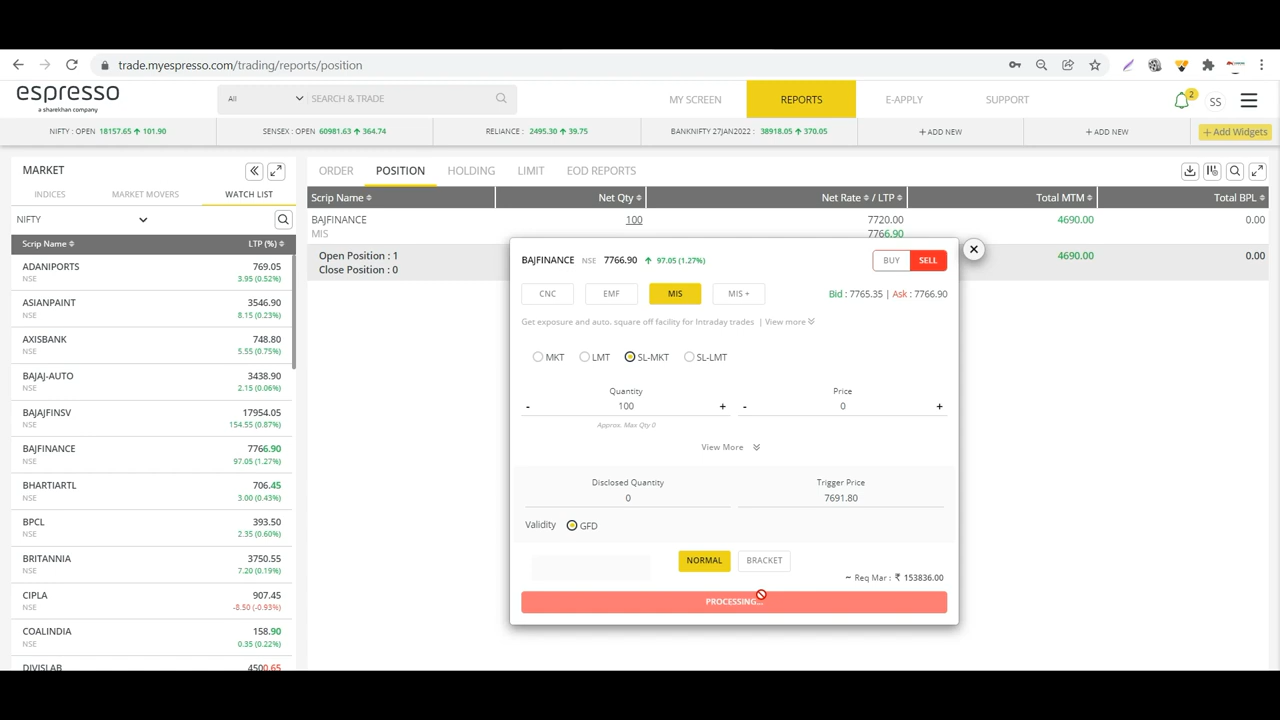 trade.myespresso.com/trading/reports/position
espresso
a sharekhan company
All
SEARCH & TRADE
MY SCREEN
REPORTS
E-APPLY
SUPPORT
2
SS
NIFTY : OPEN 18157.65 ↑ 101.90
SENSEX : OPEN 60981.63 ↑ 364.74
RELIANCE : 2495.30 ↑ 39.75
BANKNIFTY 27JAN2022 : 38918.05 ↑ 370.05
+ ADD NEW
+ ADD NEW
+ Add Widgets
MARKET
INDICES
MARKET MOVERS
WATCH LIST
NIFTY
Scrip Name
LTP (%)
ADANIPORTS 769.05
NSE 3.95 (0.52%)
ASIANPAINT 3546.90
NSE 8.15 (0.23%)
AXISBANK 748.80
NSE 5.55 (0.75%)
BAJAJ-AUTO 3438.90
NSE 2.15 (0.06%)
BAJAJFINSV 17954.05
NSE 154.55 (0.87%)
BAJFINANCE 7766.90
NSE 97.05 (1.27%)
BHARTIARTL 706.45
NSE 3.00 (0.43%)
BPCL 393.50
NSE 2.35 (0.60%)
BRITANNIA 3750.55
NSE 7.20 (0.19%)
CIPLA 907.45
NSE -8.50 (-0.93%)
COALINDIA 158.90
NSE 0.35 (0.22%)
DIVISLAB 4500.65
ORDER
POSITION
HOLDING
LIMIT
EOD REPORTS
Scrip Name
Net Qty
Net Rate / LTP
Total MTM
Total BPL
BAJFINANCE 100 7720.00 4690.00 0.00
MIS 7766.90
Open Position : 1 4690.00 0.00
Close Position : 0
BAJFINANCE NSE 7766.90 ↑ 97.05 (1.27%)
BUY
SELL
CNC
EMF
MIS
MIS +
Bid : 7765.35 | Ask : 7766.90
Get exposure and auto. square off facility for Intraday trades | View more
MKT
LMT
SL-MKT
SL-LMT
Quantity
Price
- 100 +
- 0 +
Approx. Max Qty 0
View More
Disclosed Quantity
Trigger Price
0
7691.80
Validity
GFD
NORMAL
BRACKET
~ Req Mar : ₹ 153836.00
PROCESSING...